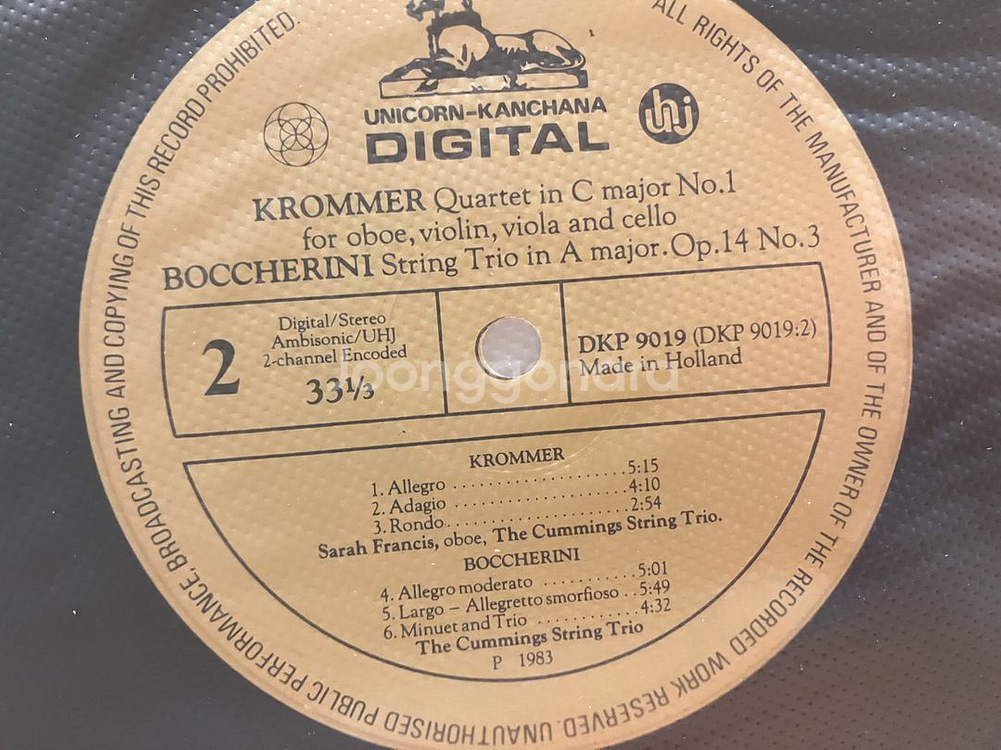 UNICORN-KANCHANA
DIGITAL
uhj
KROMMER Quartet in C major No.1
for oboe, violin, viola and cello
BOCCHERINI String Trio in A major. Op.14 No.3
2
Digital/Stereo
Ambisonic/UHJ
2-channel Encoded
33⅓
DKP 9019 (DKP 9019:2)
Made in Holland
joonggonara
KROMMER
1. Allegro ..................... 5:15
2. Adagio ..................... 4:10
3. Rondo ..................... 2:54
Sarah Francis, oboe, The Cummings String Trio.
BOCCHERINI
4. Allegro moderato ............ 5:01
5. Largo – Allegretto smorfioso .. 5:49
6. Minuet and Trio ............ 4:32
The Cummings String Trio
P 1983
ALL RIGHTS OF THE MANUFACTURER AND OF THE OWNER OF THE RECORDED WORK RESERVED. UNAUTHORISED PUBLIC PERFORMANCE, BROADCASTING AND COPYING OF THIS RECORD PROHIBITED.